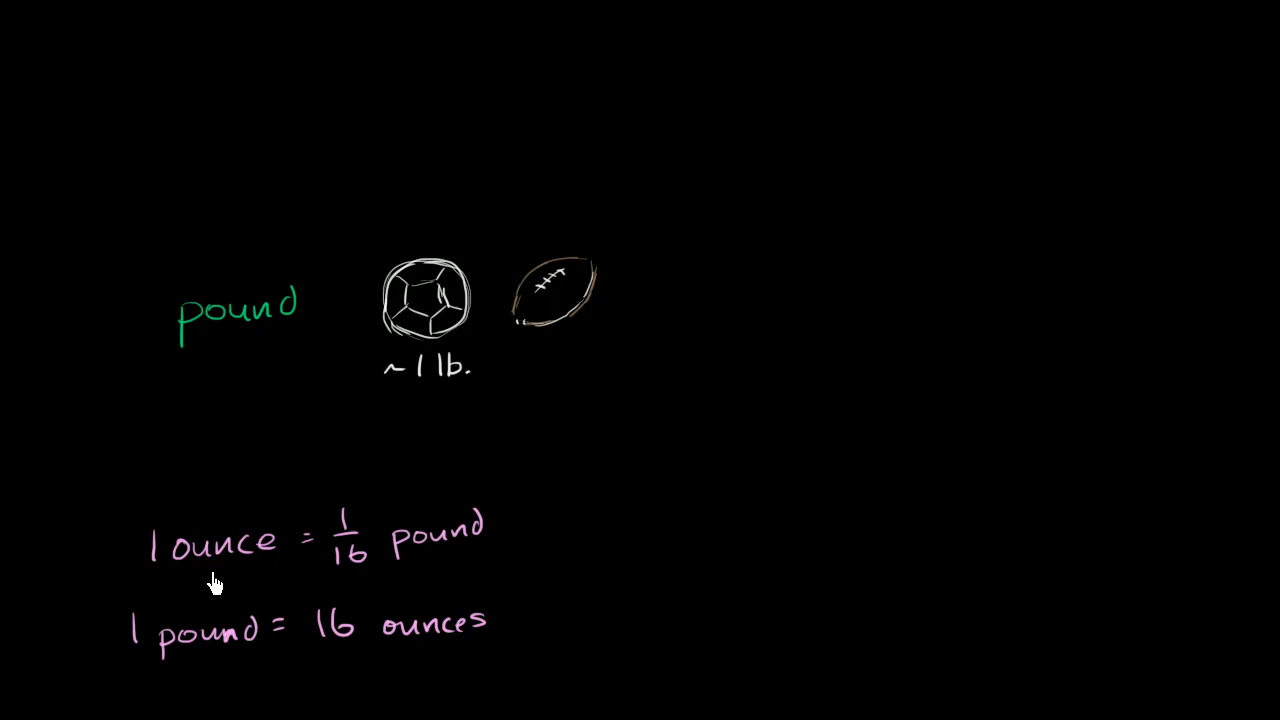 pound
~ 1 lb.
1 ounce = 1/16 pound
1 pound = 16 ounces